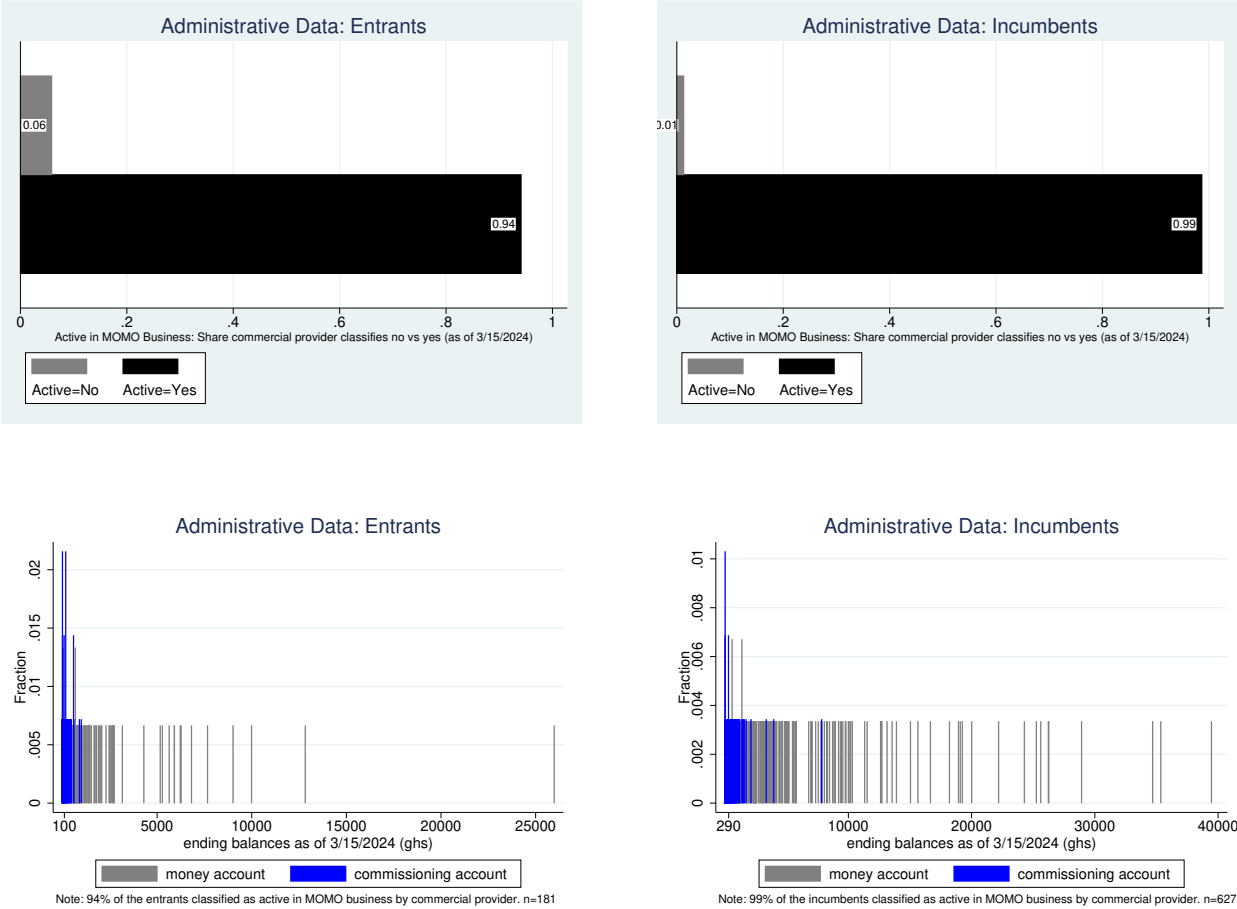 Administrative Data: Entrants
0.06
0.94
0 .2 .4 .6 .8 1
Active in MOMO Business: Share commercial provider classifies no vs yes (as of 3/15/2024)
Active=No Active=Yes
Administrative Data: Incumbents
0.01
0.99
0 .2 .4 .6 .8 1
Active in MOMO Business: Share commercial provider classifies no vs yes (as of 3/15/2024)
Active=No Active=Yes
Administrative Data: Entrants
Fraction
.02
.015
.01
.005
0
100 5000 10000 15000 20000 25000
ending balances as of 3/15/2024 (ghs)
money account commissioning account
Note: 94% of the entrants classified as active in MOMO business by commercial provider. n=181
Administrative Data: Incumbents
Fraction
.01
.008
.006
.004
.002
0
290 10000 20000 30000 40000
ending balances as of 3/15/2024 (ghs)
money account commissioning account
Note: 99% of the incumbents classified as active in MOMO business by commercial provider. n=627